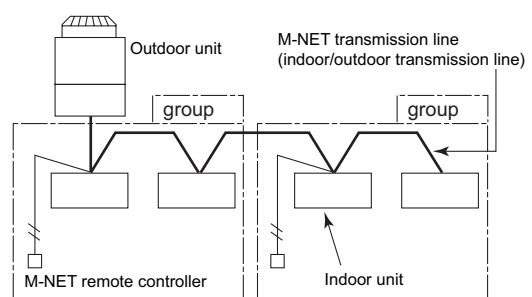 Outdoor unit
M-NET transmission line
(indoor/outdoor transmission line)
group
group
M-NET remote controller
Indoor unit